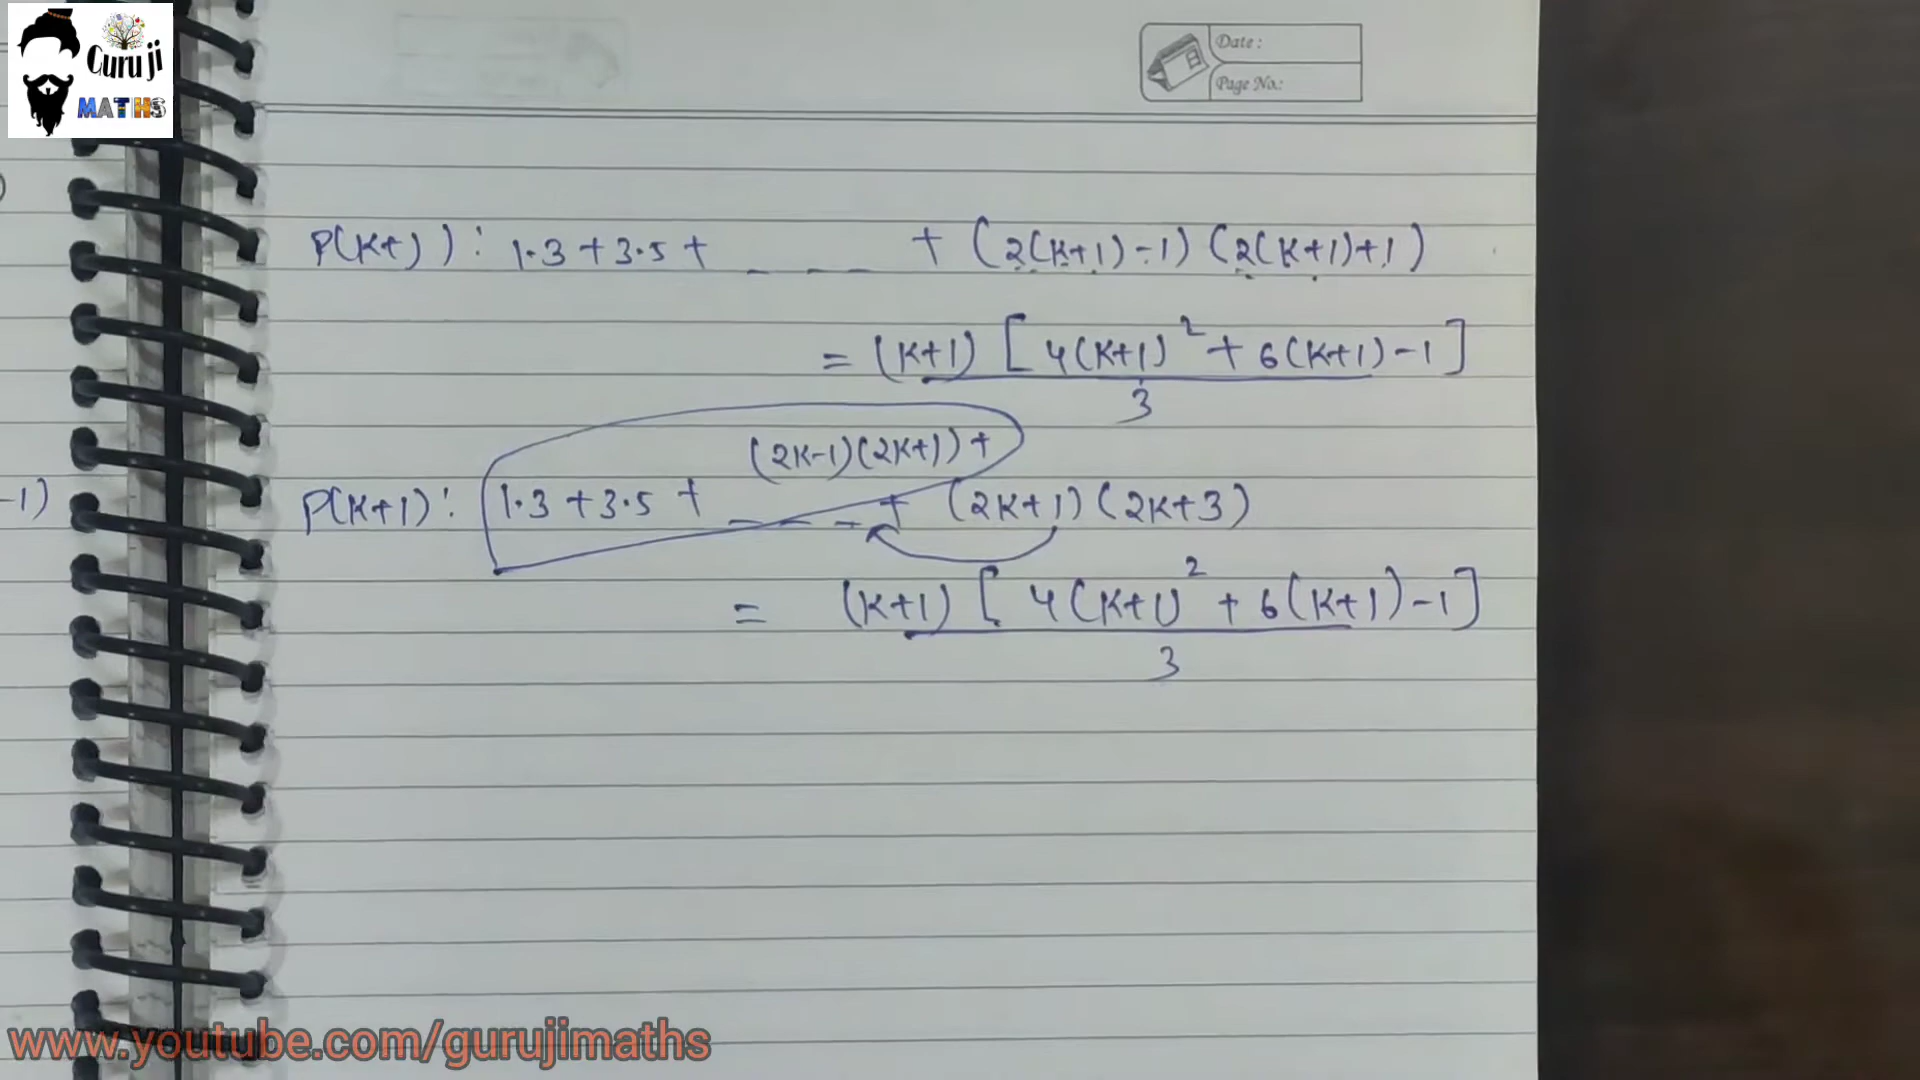 Guru ji
MATHS
Date :
Page No.:
P(K+1) : 1.3 + 3.5 + _ _ _ + (2(K+1)-1) (2(K+1)+1)
= (K+1) [ 4(K+1)² + 6(K+1) - 1 ]
3
(2K-1)(2K+1) +
-1)
P(K+1) : 1.3 + 3.5 + _ _ _ + (2K+1) (2K+3)
= (K+1) [ 4(K+1)² + 6(K+1) - 1 ]
3
www.youtube.com/gurujimaths